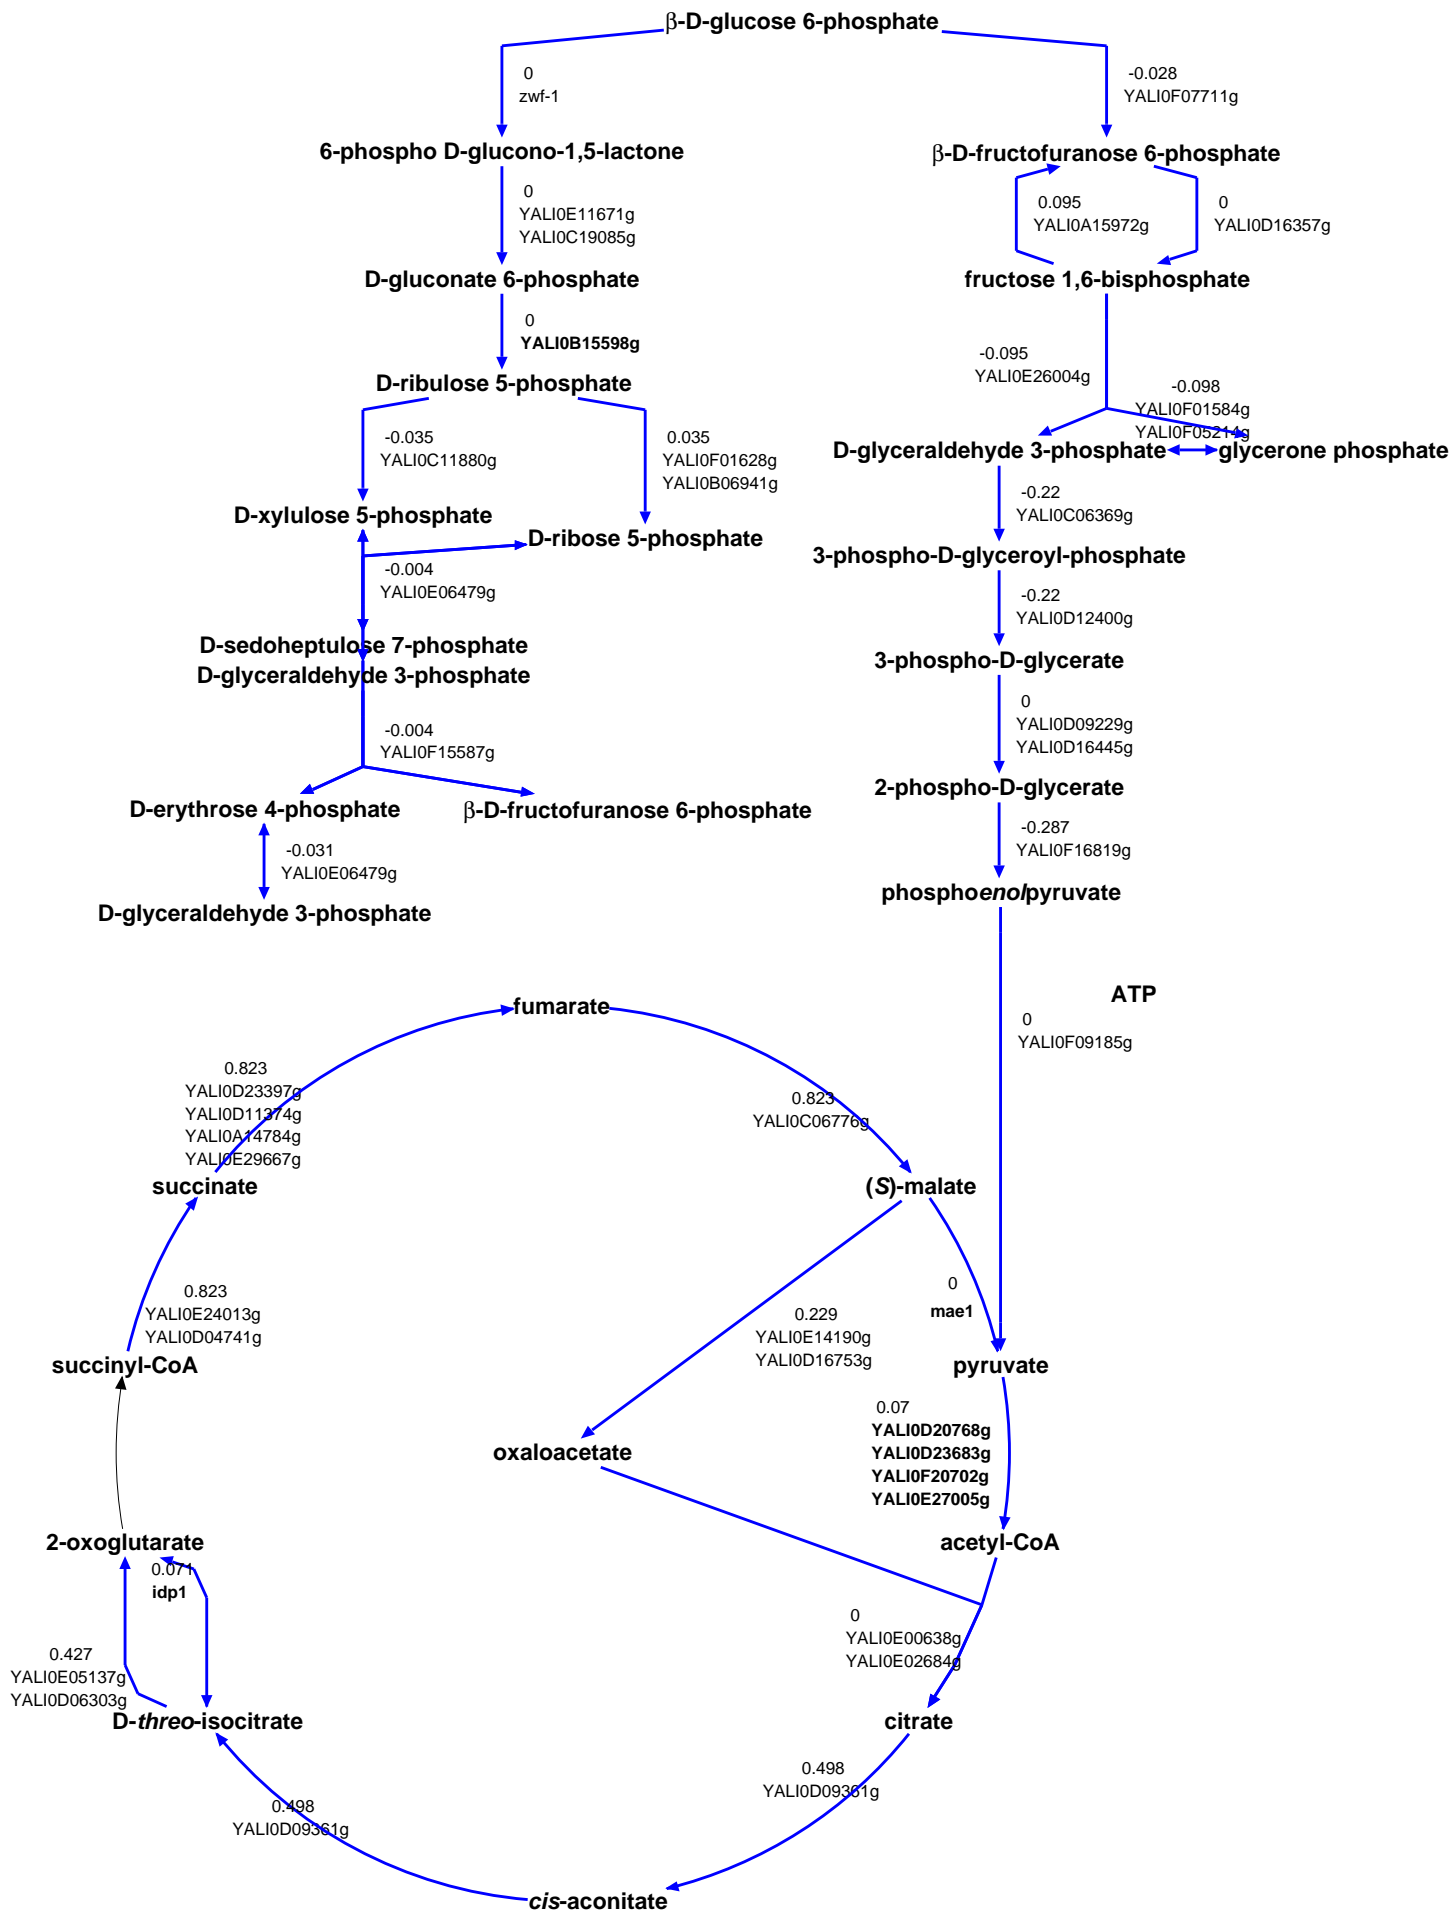 β-D-glucose 6-phosphate
0
zwf-1
-0.028
YALI0F07711g
6-phospho D-glucono-1,5-lactone
β-D-fructofuranose 6-phosphate
0
YALI0E11671g
YALI0C19085g
0.095
YALI0A15972g
0
YALI0D16357g
D-gluconate 6-phosphate
fructose 1,6-bisphosphate
0
YALI0B15598g
-0.095
YALI0E26004g
D-ribulose 5-phosphate
-0.098
YALI0F01584g
YALI0F05214g
-0.035
YALI0C11880g
0.035
YALI0F01628g
YALI0B06941g
D-glyceraldehyde 3-phosphate
glycerone phosphate
-0.22
YALI0C06369g
D-xylulose 5-phosphate
D-ribose 5-phosphate
3-phospho-D-glyceroyl-phosphate
-0.004
YALI0E06479g
-0.22
YALI0D12400g
D-sedoheptulose 7-phosphate
D-glyceraldehyde 3-phosphate
3-phospho-D-glycerate
0
YALI0D09229g
YALI0D16445g
-0.004
YALI0F15587g
2-phospho-D-glycerate
D-erythrose 4-phosphate
β-D-fructofuranose 6-phosphate
-0.287
YALI0F16819g
-0.031
YALI0E06479g
phosphoenolpyruvate
D-glyceraldehyde 3-phosphate
ATP
fumarate
0
YALI0F09185g
0.823
YALI0D23397g
YALI0D11374g
YALI0A14784g
YALI0E29667g
0.823
YALI0C06776g
succinate
(S)-malate
0
mae1
0.823
YALI0E24013g
YALI0D04741g
0.229
YALI0E14190g
YALI0D16753g
succinyl-CoA
pyruvate
0.07
YALI0D20768g
YALI0D23683g
YALI0F20702g
YALI0E27005g
oxaloacetate
2-oxoglutarate
acetyl-CoA
0.071
idp1
0
YALI0E00638g
YALI0E02684g
0.427
YALI0E05137g
YALI0D06303g
D-threo-isocitrate
citrate
0.498
YALI0D09361g
0.498
YALI0D09361g
cis-aconitate